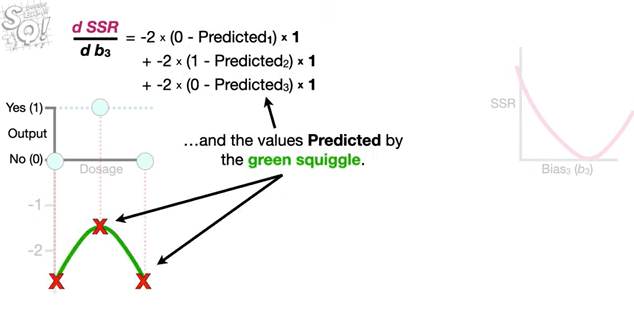 SQ!
d SSR
d b₃
= -2 × (0 - Predicted₁) × 1
+ -2 × (1 - Predicted₂) × 1
+ -2 × (0 - Predicted₃) × 1
Yes (1)
Output
No (0)
Dosage
-1
-2
…and the values Predicted by
the green squiggle.
SSR
Bias₃ (b₃)